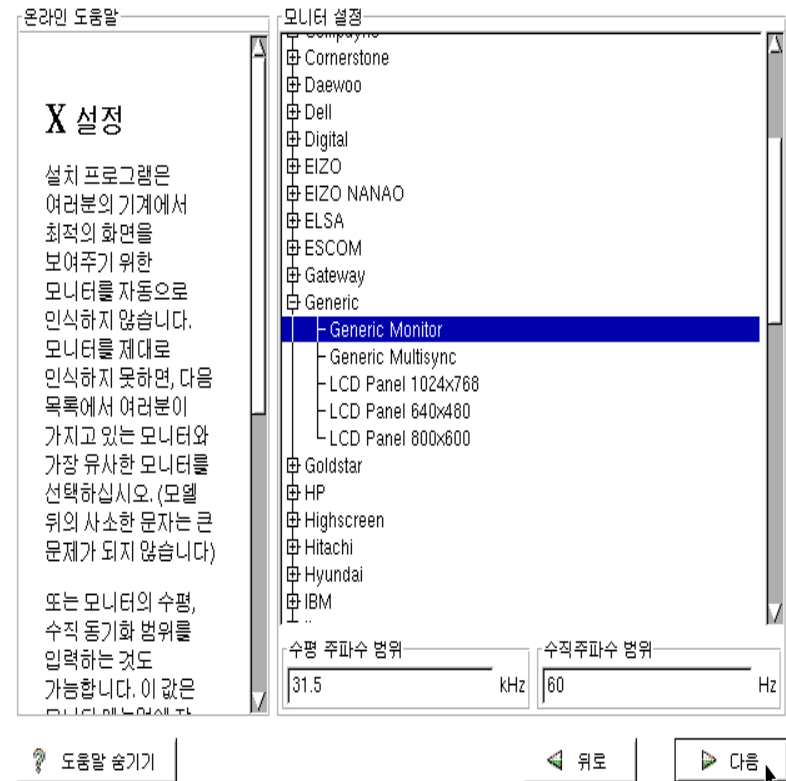 온라인 도움말
X 설정
설치 프로그램은
여러분의 기계에서
최적의 화면을
보여주기 위한
모니터를 자동으로
인식하지 않습니다.
모니터를 제대로
인식하지 못하면, 다음
목록에서 여러분이
가지고 있는 모니터와
가장 유사한 모니터를
선택하십시오. (모델
뒤의 사소한 문자는 큰
문제가 되지 않습니다)
또는 모니터의 수평,
수직 동기화 범위를
입력하는 것도
가능합니다. 이 값은
모니터 설정
Cornerstone
Daewoo
Dell
Digital
EIZO
EIZO NANAO
ELSA
ESCOM
Gateway
Generic
Generic Monitor
Generic Multisync
LCD Panel 1024x768
LCD Panel 640x480
LCD Panel 800x600
Goldstar
HP
Highscreen
Hitachi
Hyundai
IBM
수평 주파수 범위
31.5 kHz
수직주파수 범위
60 Hz
도움말 숨기기
뒤로
다음